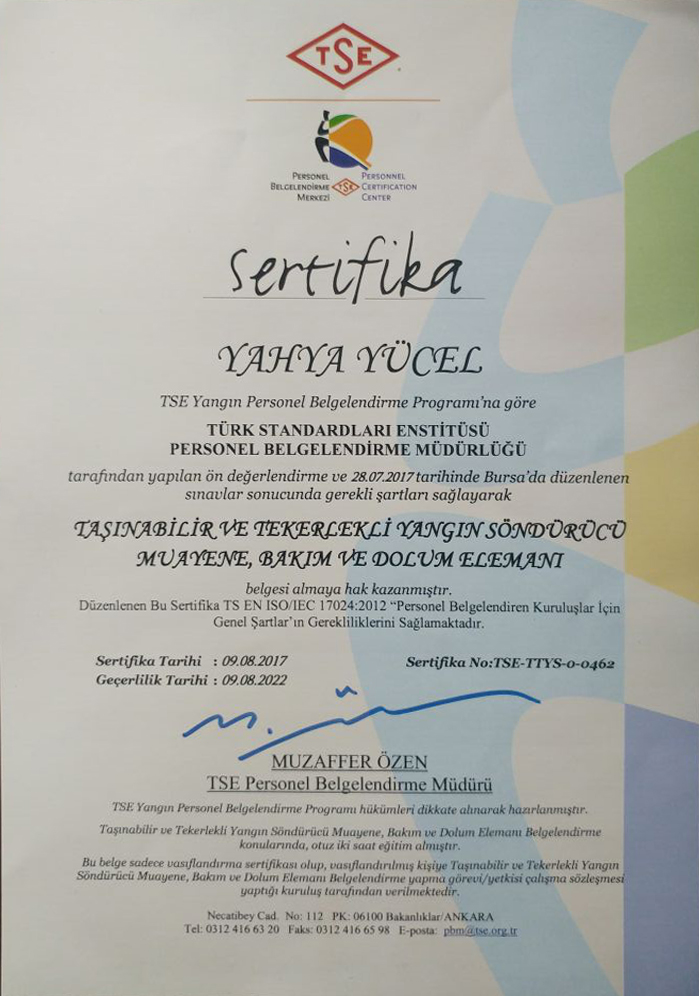 TSE
PERSONEL BELGELENDİRME MERKEZİ
TSE
PERSONNEL CERTIFICATION CENTER
Sertifika
YAHYA YÜCEL
TSE Yangın Personel Belgelendirme Programı'na göre
TÜRK STANDARDLARI ENSTİTÜSÜ
PERSONEL BELGELENDİRME MÜDÜRLÜĞÜ
tarafından yapılan ön değerlendirme ve 28.07.2017 tarihinde Bursa'da düzenlenen
sınavlar sonucunda gerekli şartları sağlayarak
TAŞINABİLİR VE TEKERLEKLİ YANGIN SÖNDÜRÜCÜ
MUAYENE, BAKIM VE DOLUM ELEMANI
belgesi almaya hak kazanmıştır.
Düzenlenen Bu Sertifika TS EN ISO/IEC 17024:2012 “Personel Belgelendiren Kuruluşlar İçin
Genel Şartlar'ın Gerekliliklerini Sağlamaktadır.
Sertifika Tarihi : 09.08.2017
Sertifika No:TSE-TTYS-0-0462
Geçerlilik Tarihi : 09.08.2022
MUZAFFER ÖZEN
TSE Personel Belgelendirme Müdürü
TSE Yangın Personel Belgelendirme Programı hükümleri dikkate alınarak hazırlanmıştır.
Taşınabilir ve Tekerlekli Yangın Söndürücü Muayene, Bakım ve Dolum Elemanı Belgelendirme
konularında, otuz iki saat eğitim almıştır.
Bu belge sadece vasıflandırma sertifikası olup, vasıflandırılmış kişiye Taşınabilir ve Tekerlekli Yangın
Söndürücü Muayene, Bakım ve Dolum Elemanı Belgelendirme yapma görevi/yetkisi çalışma sözleşmesi
yaptığı kuruluş tarafından verilmektedir.
Necatibey Cad. No: 112 PK: 06100 Bakanlıklar/ANKARA
Tel: 0312 416 63 20 Faks: 0312 416 65 98 E-posta: pbm@tse.org.tr